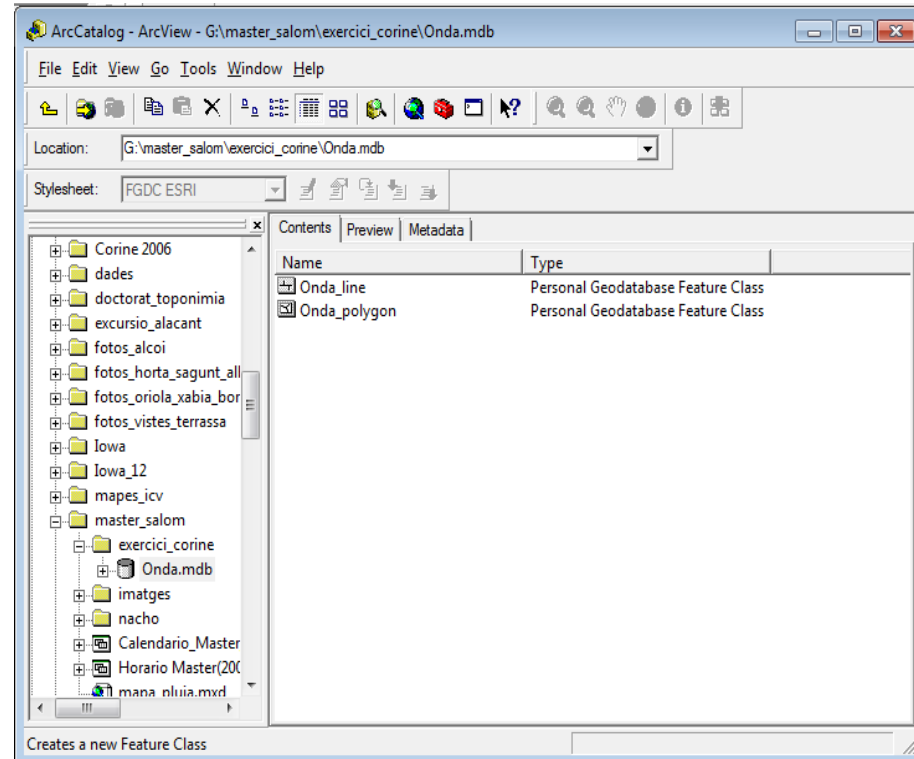 ArcCatalog - ArcView - G:\master_salom\exercici_corine\Onda.mdb
File Edit View Go Tools Window Help
Location: G:\master_salom\exercici_corine\Onda.mdb
Stylesheet: FGDC ESRI
Contents Preview Metadata
Name Type
Onda_line Personal Geodatabase Feature Class
Onda_polygon Personal Geodatabase Feature Class
Corine 2006
dades
doctorat_toponimia
excursio_alacant
fotos_alcoi
fotos_horta_sagunt_all
fotos_oriola_xabia_bor
fotos_vistes_terrassa
Iowa
Iowa_12
mapes_icv
master_salom
exercici_corine
Onda.mdb
imatges
nacho
Calendario_Master
Horario Master(200
mapa_pluja.mxd
Creates a new Feature Class